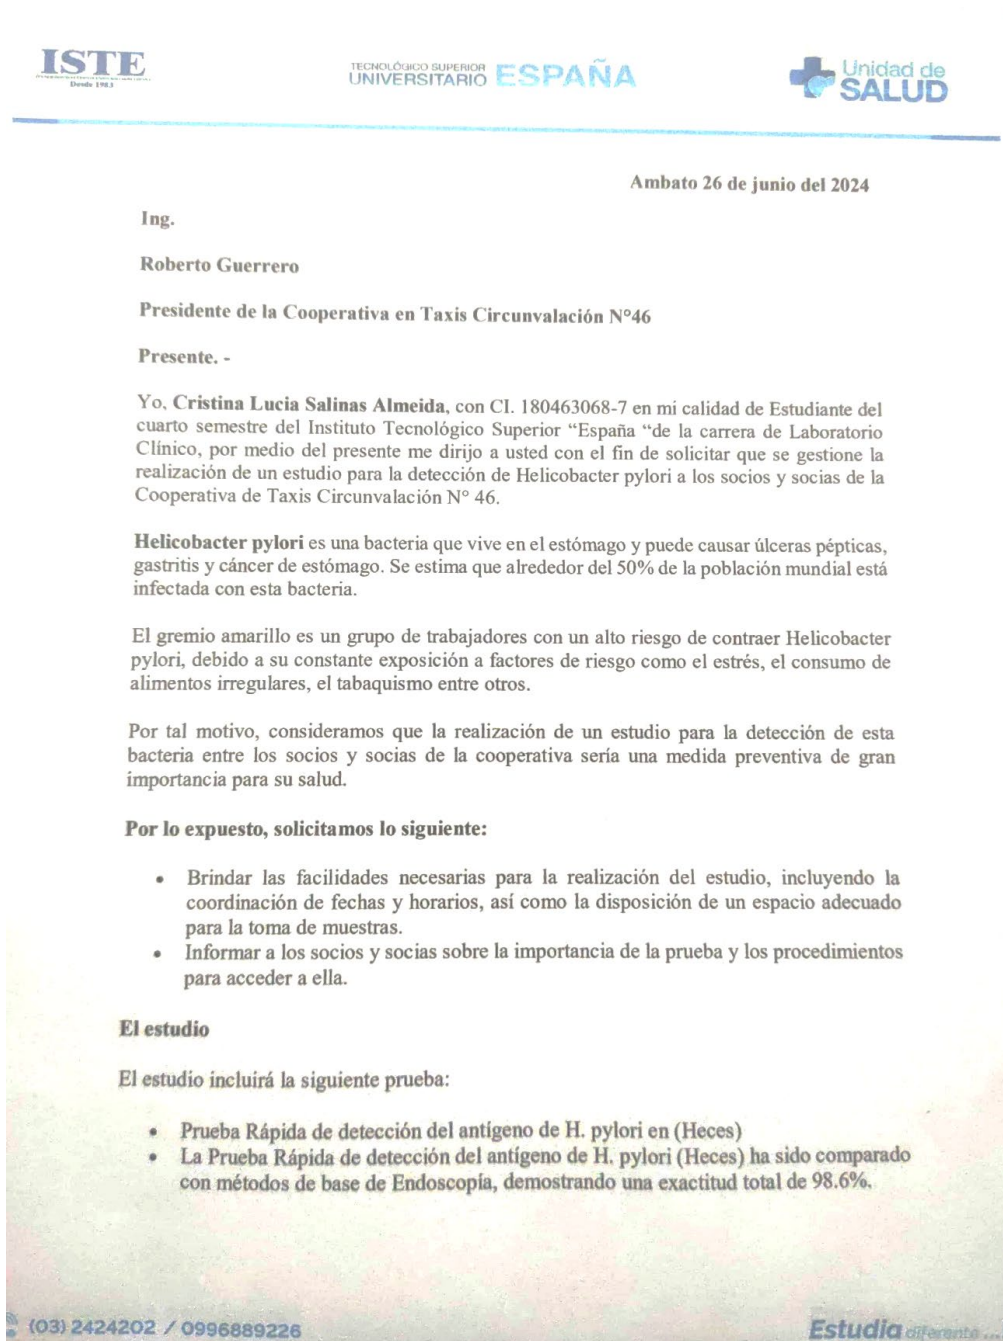 ISTE
Desde 1983
TECNOLÓGICO SUPERIOR
UNIVERSITARIO ESPAÑA
Unidad de
SALUD
Ambato 26 de junio del 2024
Ing.
Roberto Guerrero
Presidente de la Cooperativa en Taxis Circunvalación N°46
Presente. -
Yo, Cristina Lucia Salinas Almeida, con CI. 180463068-7 en mi calidad de Estudiante del
cuarto semestre del Instituto Tecnológico Superior “España “de la carrera de Laboratorio
Clínico, por medio del presente me dirijo a usted con el fin de solicitar que se gestione la
realización de un estudio para la detección de Helicobacter pylori a los socios y socias de la
Cooperativa de Taxis Circunvalación N° 46.
Helicobacter pylori es una bacteria que vive en el estómago y puede causar úlceras pépticas,
gastritis y cáncer de estómago. Se estima que alrededor del 50% de la población mundial está
infectada con esta bacteria.
El gremio amarillo es un grupo de trabajadores con un alto riesgo de contraer Helicobacter
pylori, debido a su constante exposición a factores de riesgo como el estrés, el consumo de
alimentos irregulares, el tabaquismo entre otros.
Por tal motivo, consideramos que la realización de un estudio para la detección de esta
bacteria entre los socios y socias de la cooperativa sería una medida preventiva de gran
importancia para su salud.
Por lo expuesto, solicitamos lo siguiente:
• Brindar las facilidades necesarias para la realización del estudio, incluyendo la
coordinación de fechas y horarios, así como la disposición de un espacio adecuado
para la toma de muestras.
• Informar a los socios y socias sobre la importancia de la prueba y los procedimientos
para acceder a ella.
El estudio
El estudio incluirá la siguiente prueba:
• Prueba Rápida de detección del antígeno de H. pylori en (Heces)
• La Prueba Rápida de detección del antígeno de H. pylori (Heces) ha sido comparado
con métodos de base de Endoscopía, demostrando una exactitud total de 98.6%.
(03) 2424202 / 0996889226
Estudia diferente